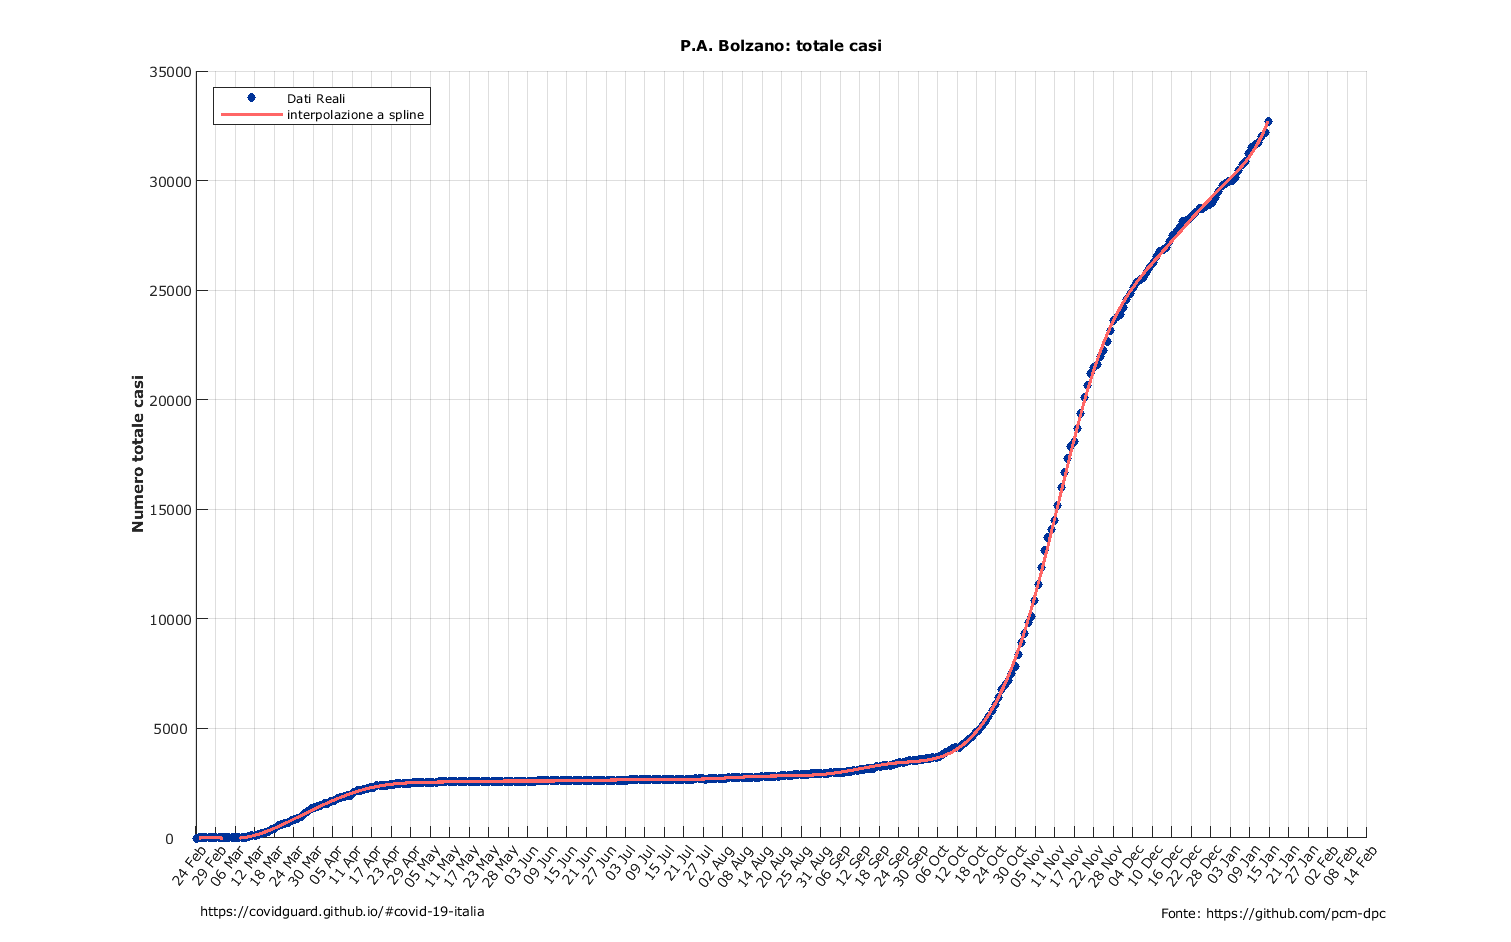 P.A. Bolzano: totale casi
Dati Reali
interpolazione a spline
Numero totale casi
35000
30000
25000
20000
15000
10000
5000
0
24 Feb
29 Feb
06 Mar
12 Mar
18 Mar
24 Mar
30 Mar
05 Apr
11 Apr
17 Apr
23 Apr
29 Apr
05 May
11 May
17 May
23 May
28 May
03 Jun
09 Jun
15 Jun
21 Jun
27 Jun
03 Jul
09 Jul
15 Jul
21 Jul
27 Jul
02 Aug
08 Aug
14 Aug
20 Aug
25 Aug
31 Aug
06 Sep
12 Sep
18 Sep
24 Sep
30 Sep
06 Oct
12 Oct
18 Oct
24 Oct
30 Oct
05 Nov
11 Nov
17 Nov
22 Nov
28 Nov
04 Dec
10 Dec
16 Dec
22 Dec
28 Dec
03 Jan
09 Jan
15 Jan
21 Jan
27 Jan
02 Feb
08 Feb
14 Feb
https://covidguard.github.io/#covid-19-italia
Fonte: https://github.com/pcm-dpc